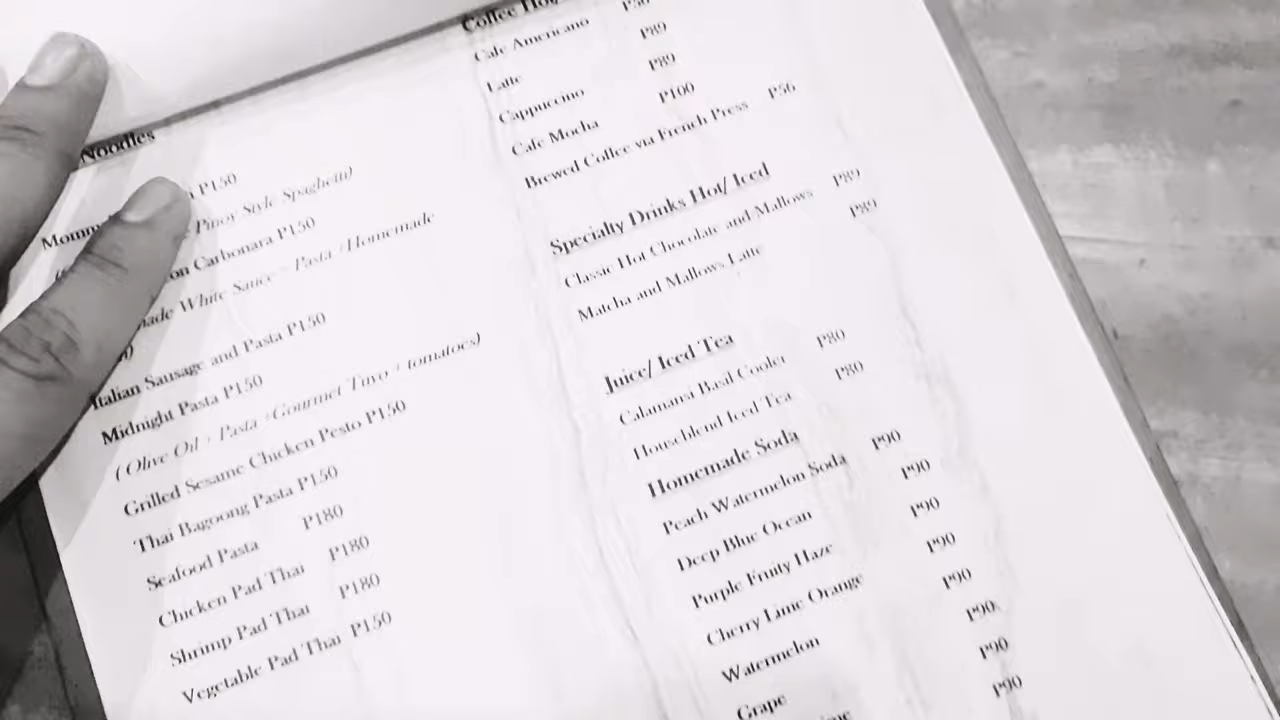 Noodles
P150
Pinoy Style Spaghetti)
Carbonara P150
White Sauce + Pasta +Homemade
Italian Sausage and Pasta P150
Midnight Pasta P150
( Olive Oil + Pasta +Gourmet Tuyo + tomatoes)
Grilled Sesame Chicken Pesto P150
Thai Bagoong Pasta P150
Seafood Pasta P180
Chicken Pad Thai P180
Shrimp Pad Thai P180
Vegetable Pad Thai P150
Coffee
Cafe Americano
Latte P89
Cappuccino P89
Cafe Mocha P100
Brewed Coffee via French Press P56
Specialty Drinks Hot/ Iced
Classic Hot Chocolate and Mallows P89
Matcha and Mallows Latte P89
Juice/ Iced Tea
Calamansi Basil Cooler P80
Houseblend Iced Tea P80
Homemade Soda
Peach Watermelon Soda P90
Deep Blue Ocean P90
Purple Fruity Haze P90
Cherry Lime Orange P90
Watermelon P90
Grape P90
P90
P90